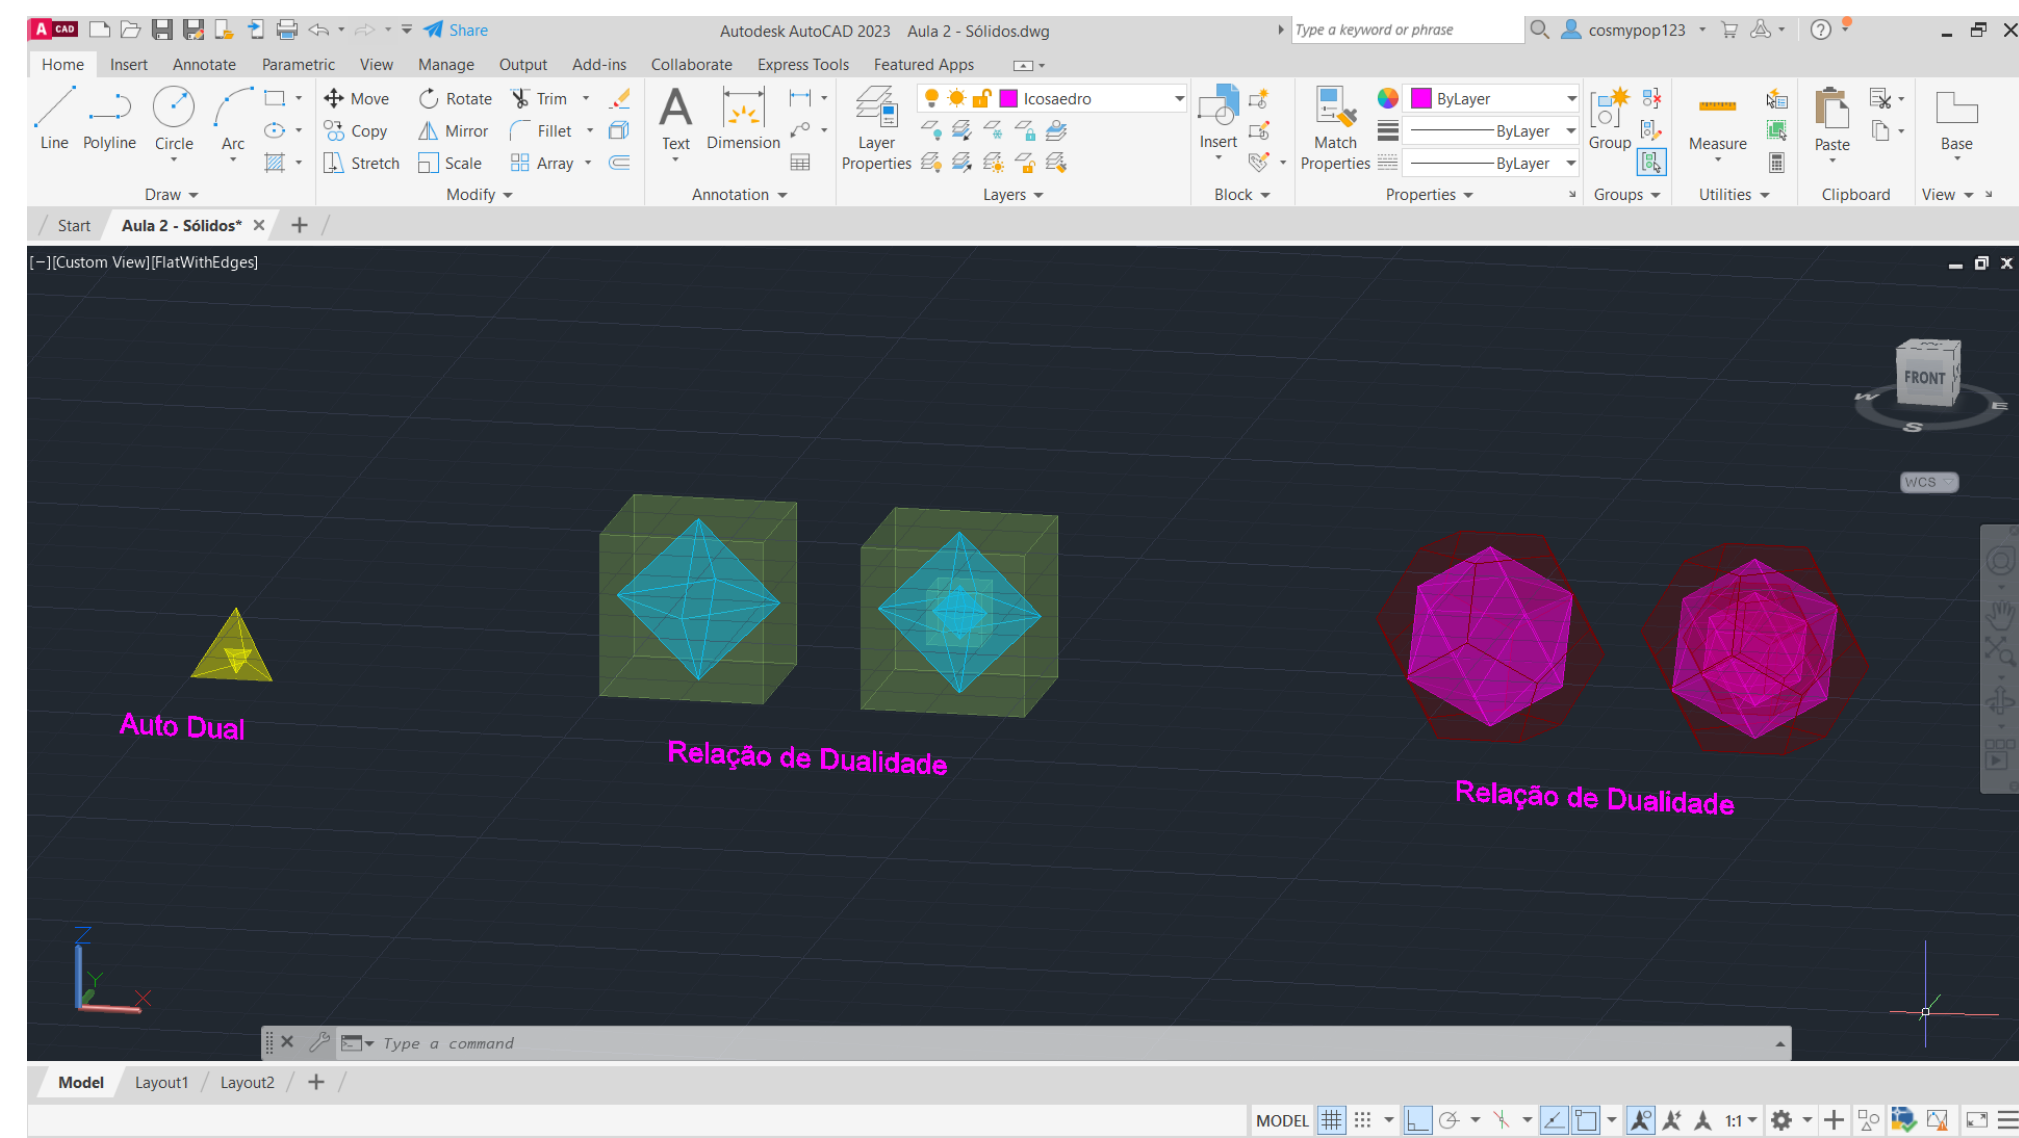 A CAD Share Autodesk AutoCAD 2023 Aula 2 - Sólidos.dwg Type a keyword or phrase cosmypop123
Home Insert Annotate Parametric View Manage Output Add-ins Collaborate Express Tools Featured Apps
Move Rotate Trim Icosaedro ByLayer
Copy Mirror Fillet ByLayer
Line Polyline Circle Arc Text Dimension Layer Insert Match Group Measure Paste Base
Stretch Scale Array Properties Properties ByLayer
Draw Modify Annotation Layers Block Properties Groups Utilities Clipboard View
Start Aula 2 - Sólidos*
[−][Custom View][FlatWithEdges]
FRONT
W E
S
WCS
Auto Dual
Relação de Dualidade
Relação de Dualidade
Z
Y
X
Type a command
Model Layout1 Layout2
MODEL 1:1